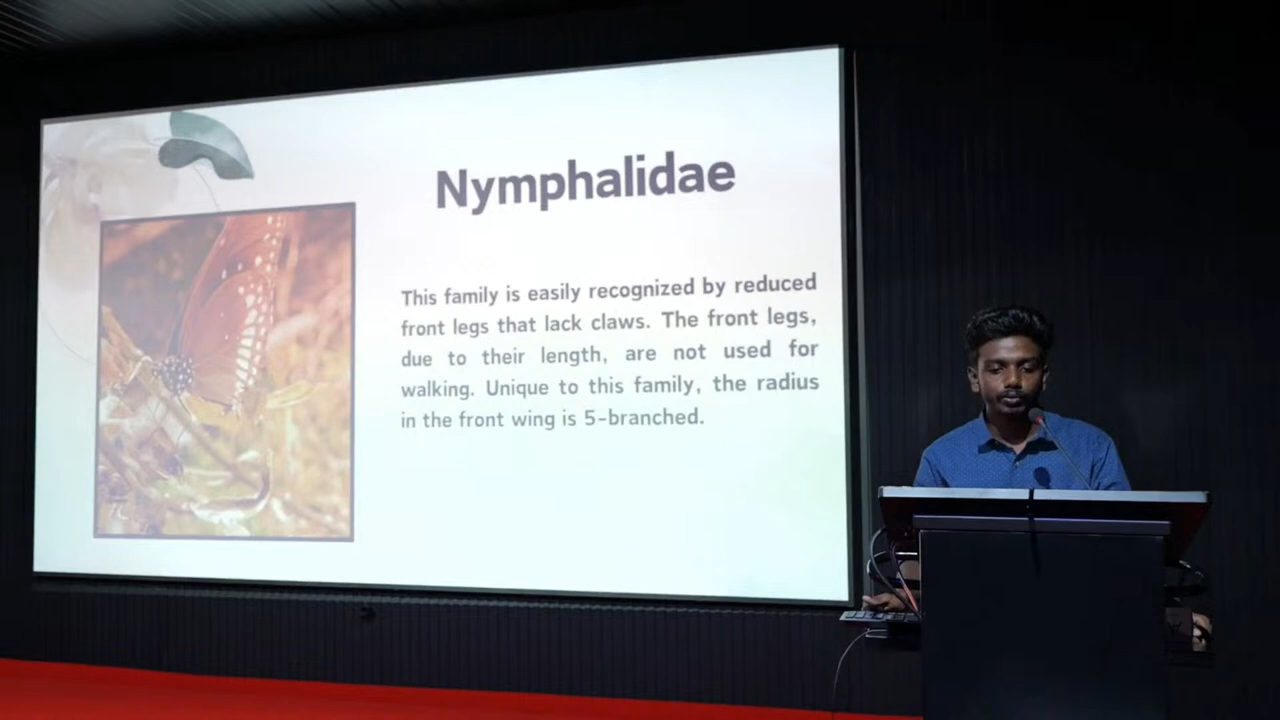 Nymphalidae
This family is easily recognized by reduced
front legs that lack claws. The front legs,
due to their length, are not used for
walking. Unique to this family, the radius
in the front wing is 5-branched.